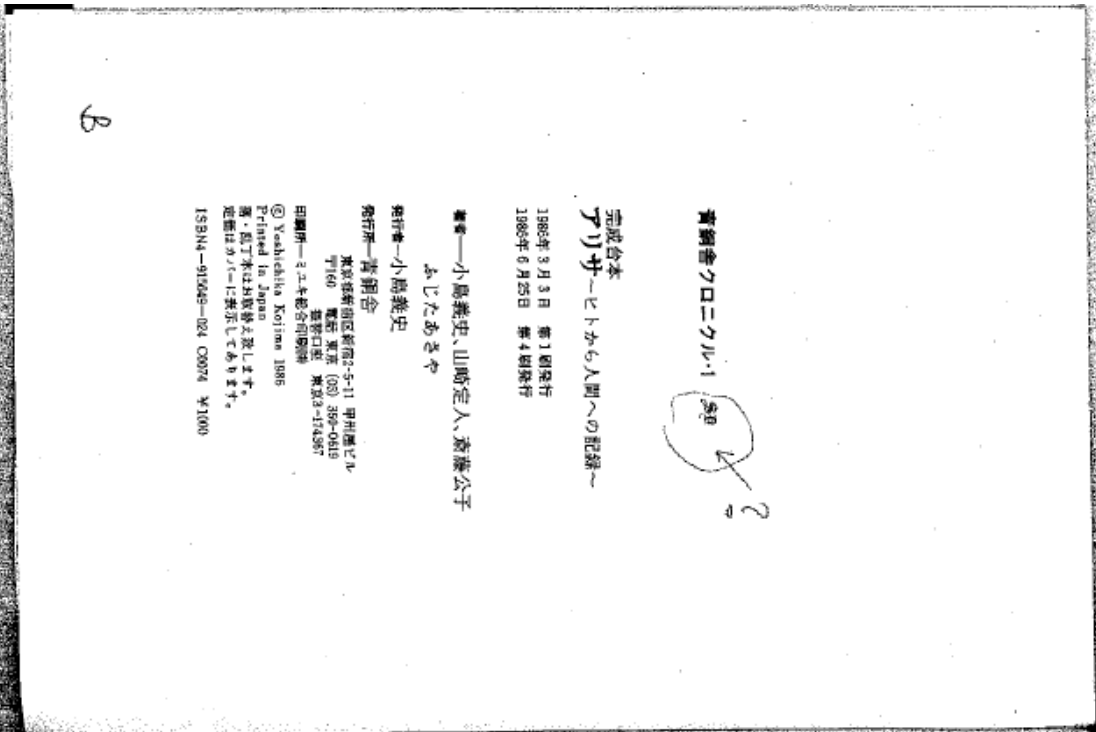 青銅舎クロニクル・1
?
完成台本
アリサ〜ヒトから人間への記録〜
1986年3月3日 第1刷発行
1986年6月25日 第4刷発行
著者—小島義史、山崎定人、斎藤公子
ふじたあさや
発行者—小島義史
発行所—青銅舎
東京都新宿区新宿2-5-11 甲州屋ビル
〒160 電話 東京 (03) 350-0619
振替口座 東京3-174367
印刷所—ミユキ総合印刷㈱
© Yoshichika Kojima 1986
Printed in Japan
落・乱丁本はお取替え致します。
定価はカバーに表示してあります。
ISBN4-915049-024 C0074 ¥1000